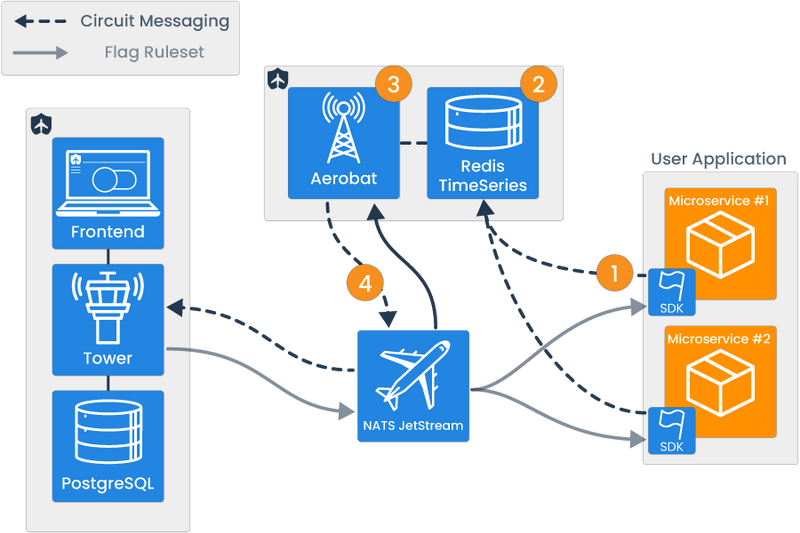 Circuit Messaging
Flag Ruleset
3
2
Aerobat
Redis
TimeSeries
User Application
Microservice #1
1
SDK
Microservice #2
SDK
Frontend
Tower
4
NATS JetStream
PostgreSQL